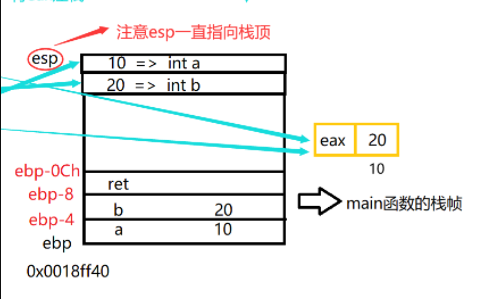 注意esp一直指向栈顶
esp
10 => int a
20 => int b
eax 20
10
ebp-0Ch
ret
ebp-8
b 20
main函数的栈帧
ebp-4
a 10
ebp
0x0018ff40